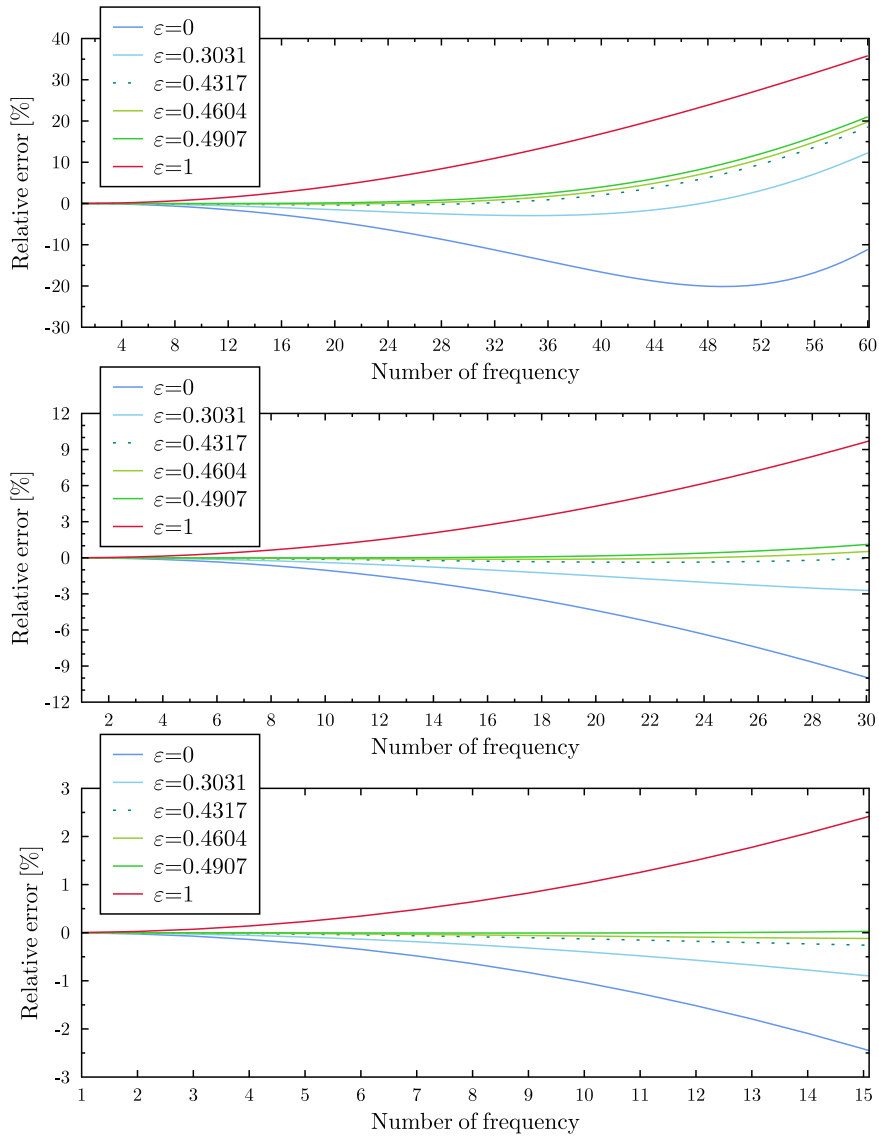 ε=0
ε=0.3031
ε=0.4317
ε=0.4604
ε=0.4907
ε=1
Relative error [%]
40
30
20
10
0
-10
-20
-30
4 8 12 16 20 24 28 32 36 40 44 48 52 56 60
Number of frequency
ε=0
ε=0.3031
ε=0.4317
ε=0.4604
ε=0.4907
ε=1
Relative error [%]
12
9
6
3
0
-3
-6
-9
-12
2 4 6 8 10 12 14 16 18 20 22 24 26 28 30
Number of frequency
ε=0
ε=0.3031
ε=0.4317
ε=0.4604
ε=0.4907
ε=1
Relative error [%]
3
2
1
0
-1
-2
-3
1 2 3 4 5 6 7 8 9 10 11 12 13 14 15
Number of frequency